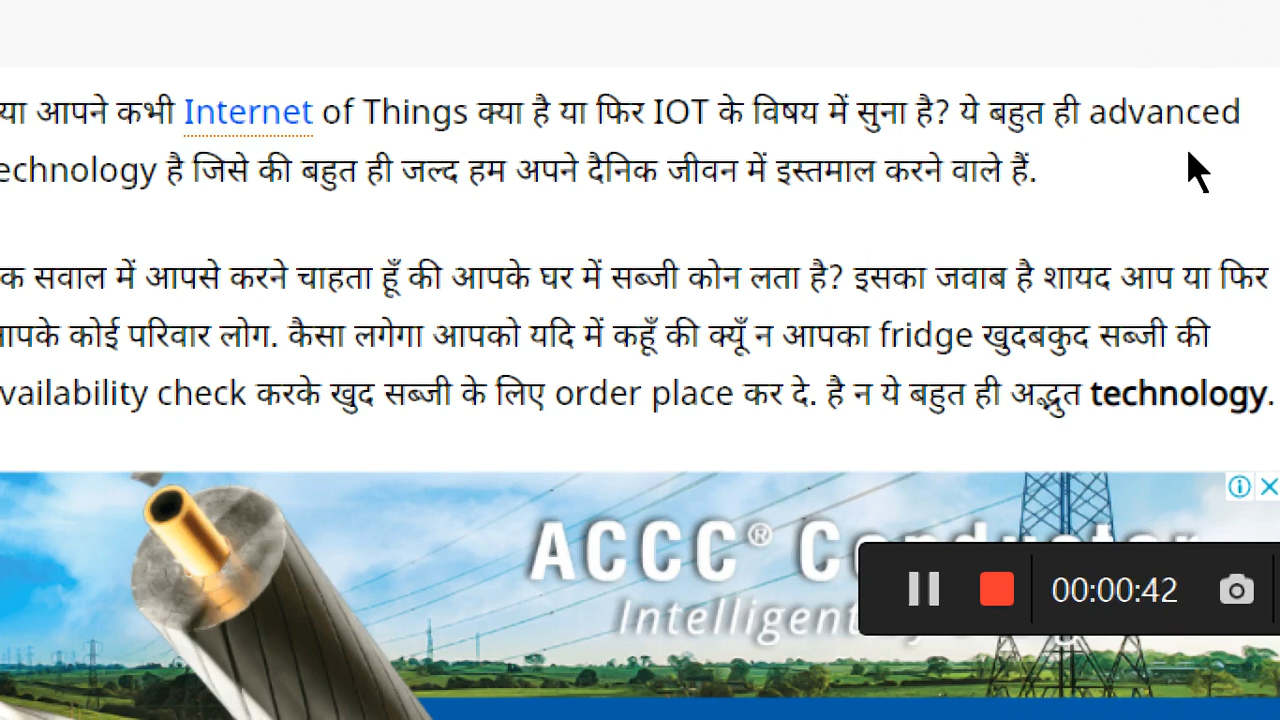 या आपने कभी Internet of Things क्या है या फिर IOT के विषय में सुना है? ये बहुत ही advanced
echnology है जिसे की बहुत ही जल्द हम अपने दैनिक जीवन में इस्तमाल करने वाले हैं.
क सवाल में आपसे करने चाहता हूँ की आपके घर में सब्जी कोन लता है? इसका जवाब है शायद आप या फिर
आपके कोई परिवार लोग. कैसा लगेगा आपको यदि में कहूँ की क्यूँ न आपका fridge खुदबकुद सब्जी की
vailability check करके खुद सब्जी के लिए order place कर दे. है न ये बहुत ही अद्भुत technology.
ACCC® Conductor
Intelligent
00:00:42